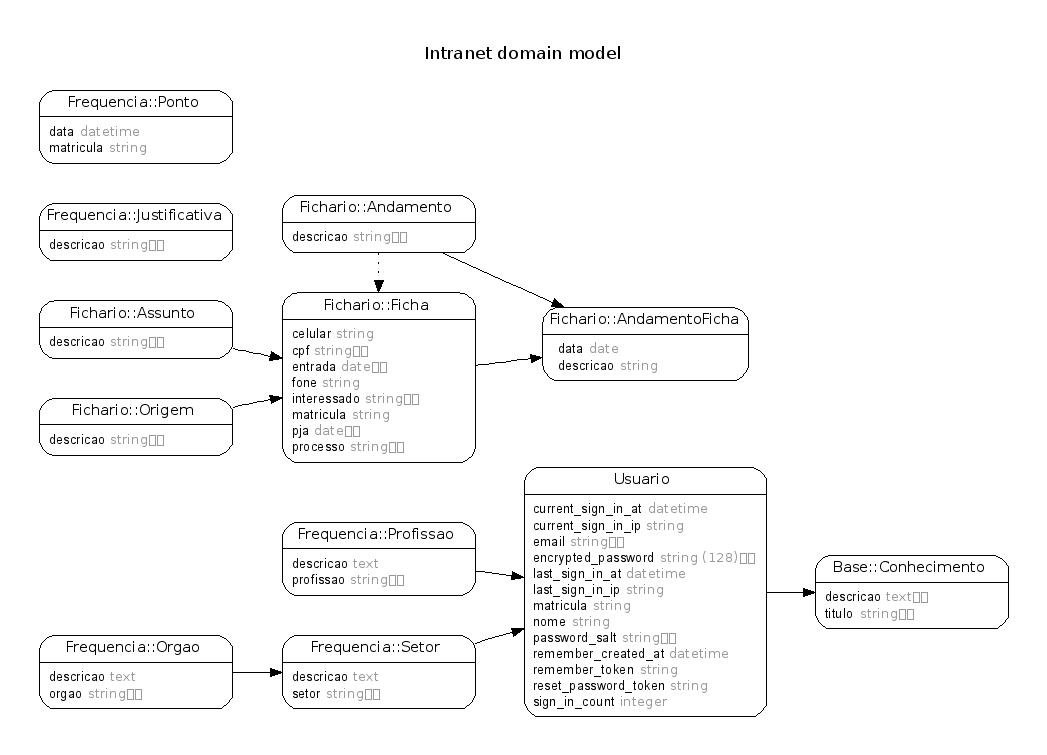 Intranet domain model
Frequencia::Ponto
data datetime
matricula string
Frequencia::Justificativa
descricao string▯▯
Fichario::Andamento
descricao string▯▯
Fichario::Assunto
descricao string▯▯
Fichario::Ficha
celular string
cpf string▯▯
entrada date▯▯
fone string
interessado string▯▯
matricula string
pja date▯▯
processo string▯▯
Fichario::AndamentoFicha
data date
descricao string
Fichario::Origem
descricao string▯▯
Usuario
current_sign_in_at datetime
current_sign_in_ip string
email string▯▯
encrypted_password string (128)▯▯
last_sign_in_at datetime
last_sign_in_ip string
matricula string
nome string
password_salt string▯▯
remember_created_at datetime
remember_token string
reset_password_token string
sign_in_count integer
Frequencia::Profissao
descricao text
profissao string▯▯
Base::Conhecimento
descricao text▯▯
titulo string▯▯
Frequencia::Orgao
descricao text
orgao string▯▯
Frequencia::Setor
descricao text
setor string▯▯